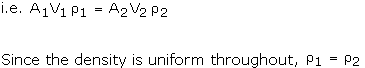 i.e. A₁V₁ ρ₁ = A₂V₂ ρ₂
Since the density is uniform throughout, ρ₁ = ρ₂